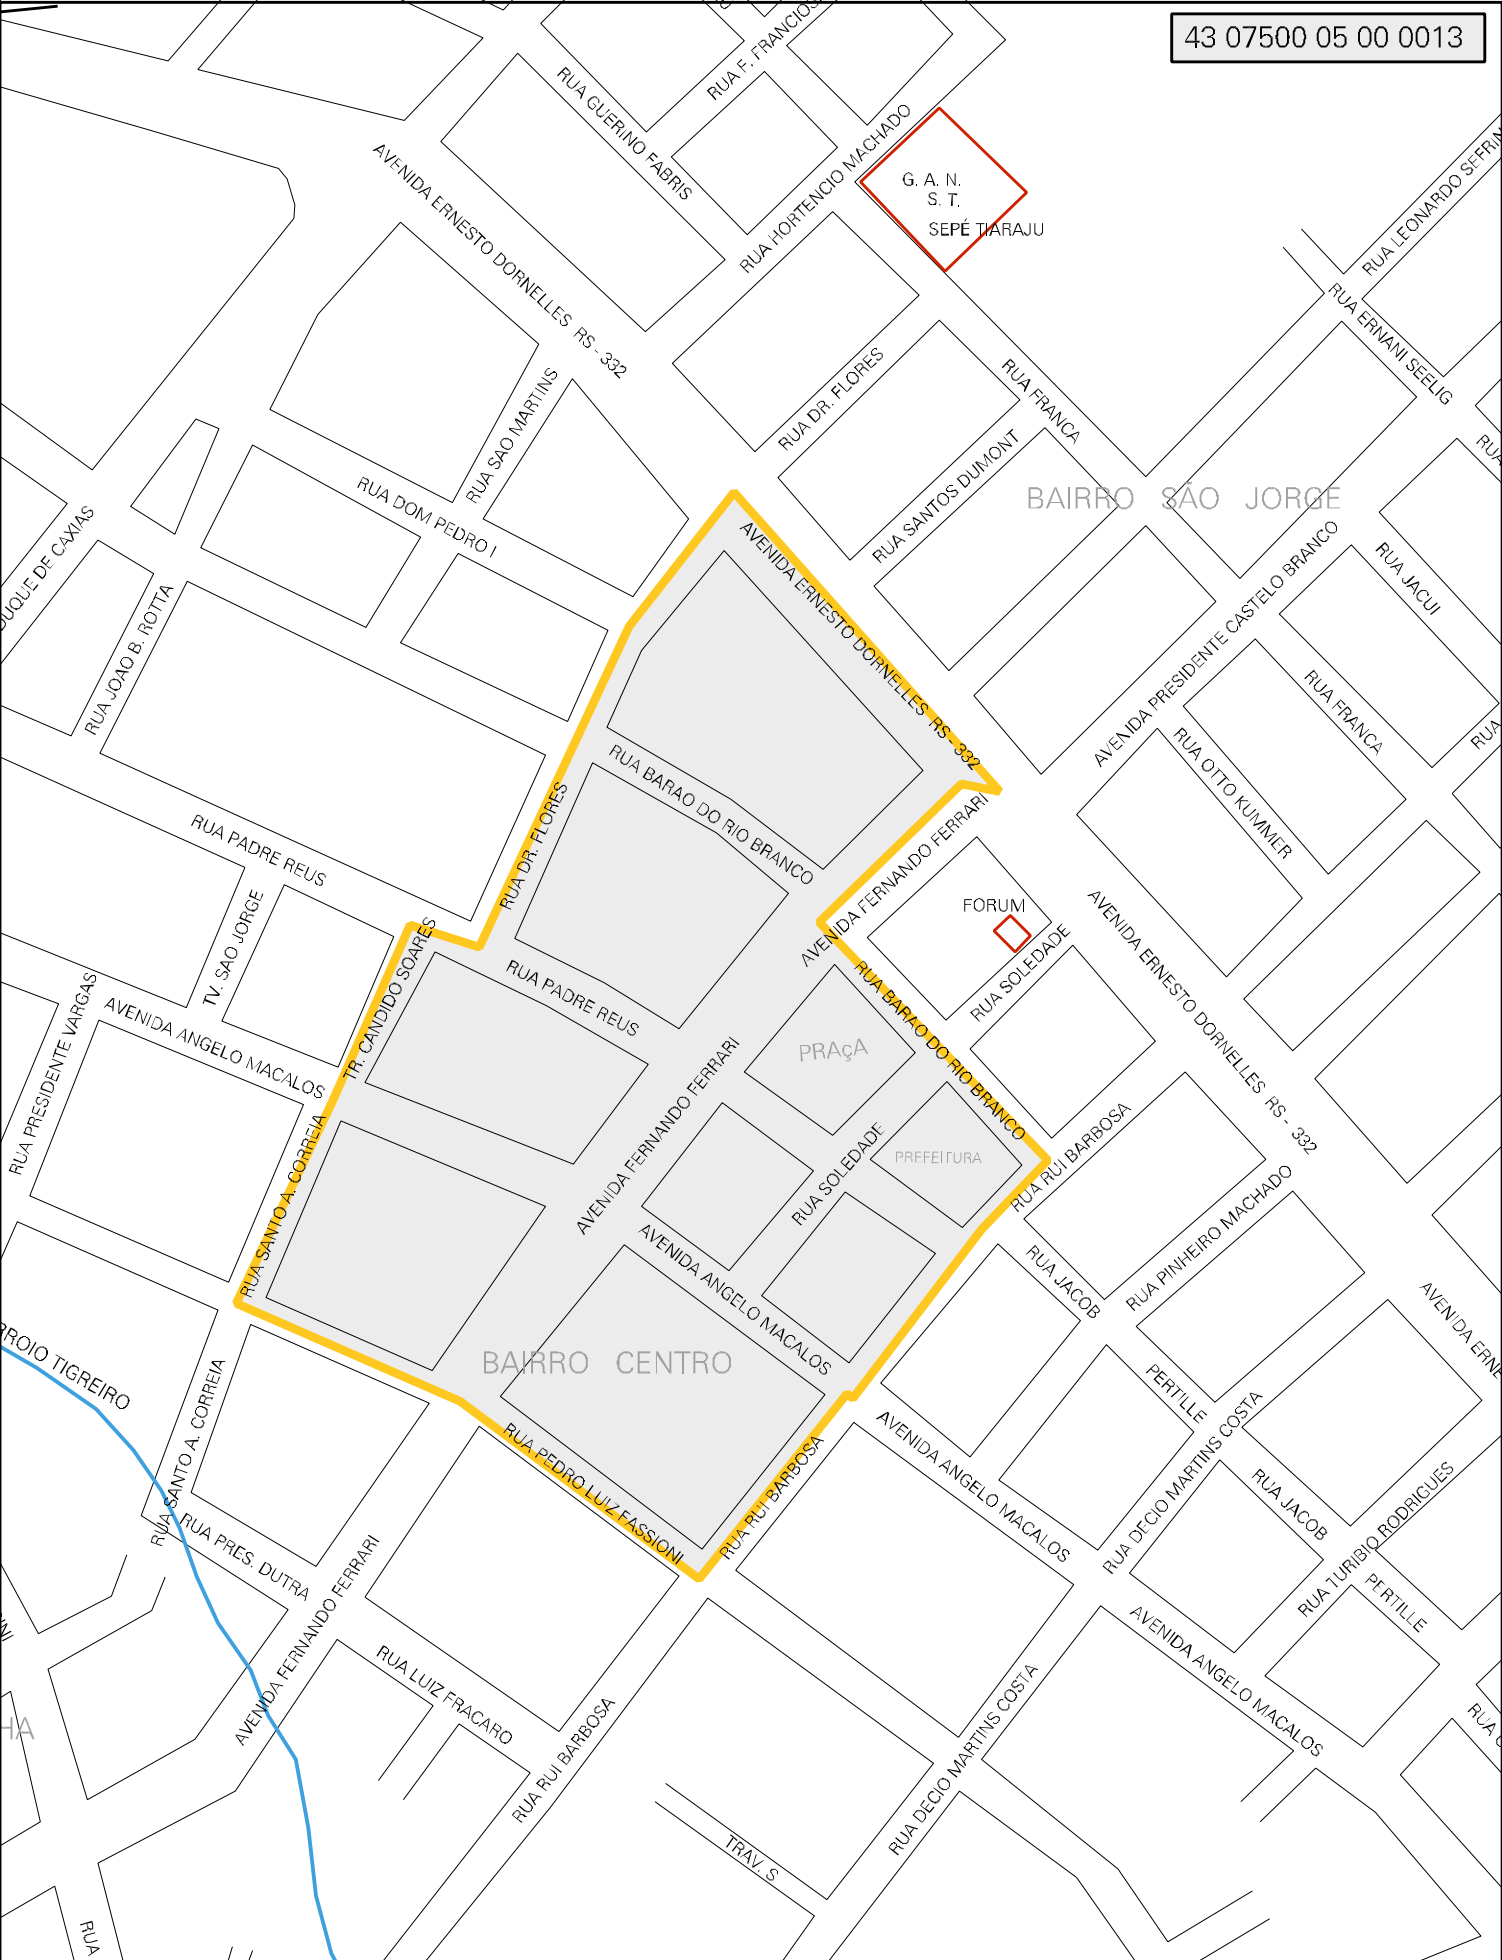 43 07500 05 00 0013
RUA F. FRANCIOS
RUA GUERINO FABRIS
RUA HORTENCIO MACHADO
AVENIDA ERNESTO DORNELLES RS - 332
G. A. N.
S. T.
SEPÉ TIARAJU
RUA LEONARDO SEFRIN
RUA ERNANI SEELIG
RUA
RUA DR. FLORES
RUA FRANCA
RUA SAO MARTINS
RUA SANTOS DUMONT
BAIRRO SÃO JORGE
RUA DOM PEDRO I
DUQUE DE CAXIAS
RUA JOAO B. ROTTA
AVENIDA ERNESTO DORNELLES RS - 332
AVENIDA PRESIDENTE CASTELO BRANCO
RUA JACUI
RUA FRANCA
RUA
RUA OTTO KUMMER
RUA BARAO DO RIO BRANCO
RUA DR. FLORES
RUA PADRE REUS
AVENIDA FERNANDO FERRARI
FORUM
RUA SOLEDADE
AVENIDA ERNESTO DORNELLES RS - 332
TV. SAO JORGE
TR. CANDIDO SOARES
RUA PADRE REUS
RUA BARAO DO RIO BRANCO
RUA PRESIDENTE VARGAS
AVENIDA ANGELO MACALOS
PRAçA
AVENIDA FERNANDO FERRARI
RUA SOLEDADE
PREFEITURA
RUA RUI BARBOSA
RUA SANTO A. CORREIA
RUA PINHEIRO MACHADO
RUA JACOB
PERTILLE
AVENIDA ERNE
AVENIDA ANGELO MACALOS
BAIRRO CENTRO
RROIO TIGREIRO
RUA SANTO A. CORREIA
RUA PEDRO LUIZ FASSIONI
RUA RUI BARBOSA
AVENIDA ANGELO MACALOS
RUA DECIO MARTINS COSTA
RUA JACOB
PERTILLE
RUA TURIBIO RODRIGUES
RUA PRES. DUTRA
AVENIDA FERNANDO FERRARI
RUA LUIZ FRACARO
RUA RUI BARBOSA
AVENIDA ANGELO MACALOS
RUA DECIO MARTINS COSTA
HA
TRAV. S
RUA